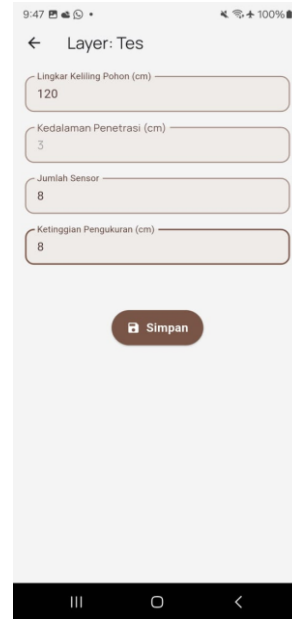 9:47
100%
Layer: Tes
Lingkar Keliling Pohon (cm)
120
Kedalaman Penetrasi (cm)
3
Jumlah Sensor
8
Ketinggian Pengukuran (cm)
8
Simpan